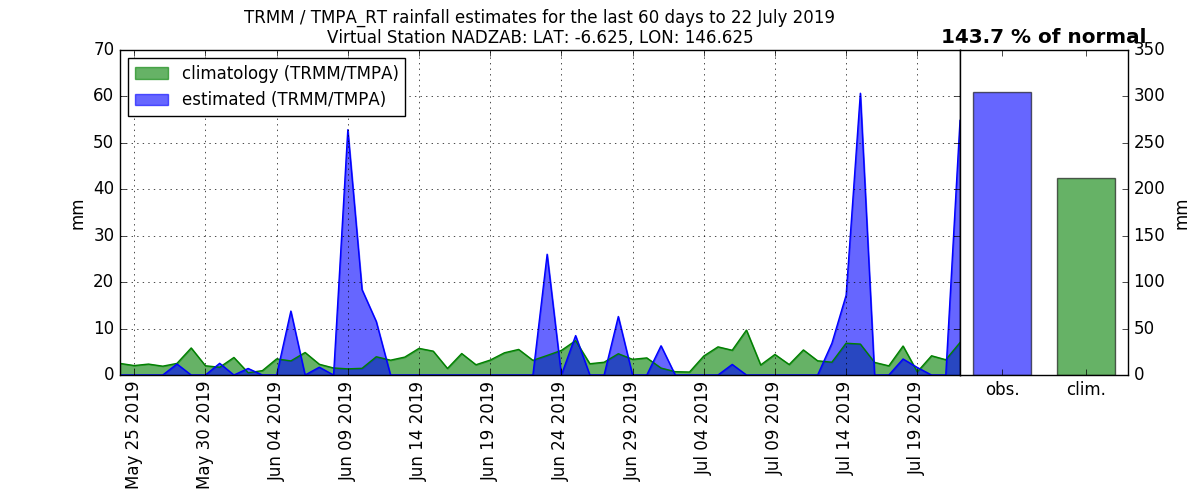 TRMM / TMPA_RT rainfall estimates for the last 60 days to 22 July 2019
Virtual Station NADZAB: LAT: -6.625, LON: 146.625
143.7 % of normal
climatology (TRMM/TMPA)
estimated (TRMM/TMPA)
mm
70
60
50
40
30
20
10
0
May 25 2019
May 30 2019
Jun 04 2019
Jun 09 2019
Jun 14 2019
Jun 19 2019
Jun 24 2019
Jun 29 2019
Jul 04 2019
Jul 09 2019
Jul 14 2019
Jul 19 2019
obs.
clim.
350
300
250
200
150
100
50
0
mm